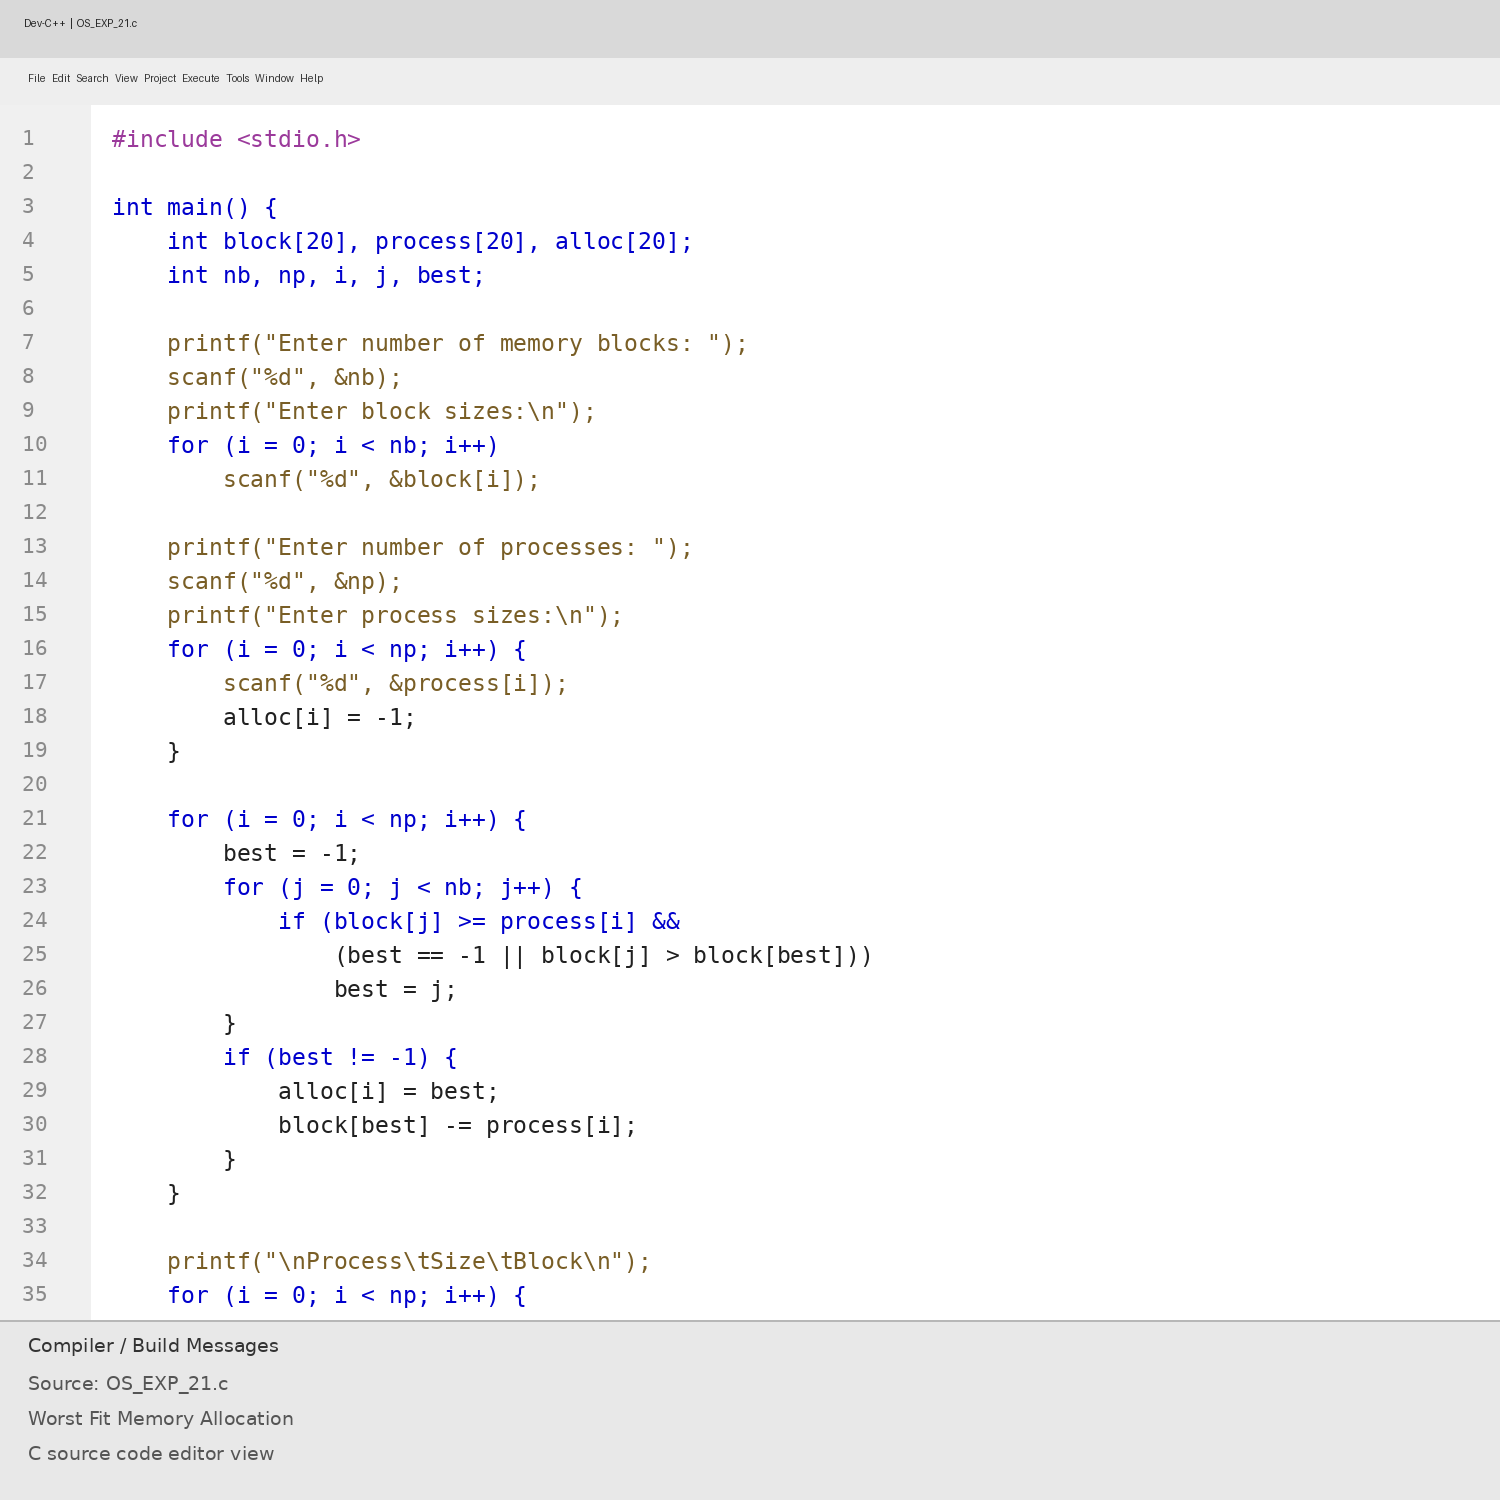 Dev-C++ | OS_EXP_21.c
File Edit Search View Project Execute Tools Window Help
1 #include <stdio.h>
2
3 int main() {
4     int block[20], process[20], alloc[20];
5     int nb, np, i, j, best;
6
7     printf("Enter number of memory blocks: ");
8     scanf("%d", &nb);
9     printf("Enter block sizes:\n");
10     for (i = 0; i < nb; i++)
11         scanf("%d", &block[i]);
12
13     printf("Enter number of processes: ");
14     scanf("%d", &np);
15     printf("Enter process sizes:\n");
16     for (i = 0; i < np; i++) {
17         scanf("%d", &process[i]);
18         alloc[i] = -1;
19     }
20
21     for (i = 0; i < np; i++) {
22         best = -1;
23         for (j = 0; j < nb; j++) {
24             if (block[j] >= process[i] &&
25                 (best == -1 || block[j] > block[best]))
26                 best = j;
27         }
28         if (best != -1) {
29             alloc[i] = best;
30             block[best] -= process[i];
31         }
32     }
33
34     printf("\nProcess\tSize\tBlock\n");
35     for (i = 0; i < np; i++) {
Compiler / Build Messages
Source: OS_EXP_21.c
Worst Fit Memory Allocation
C source code editor view